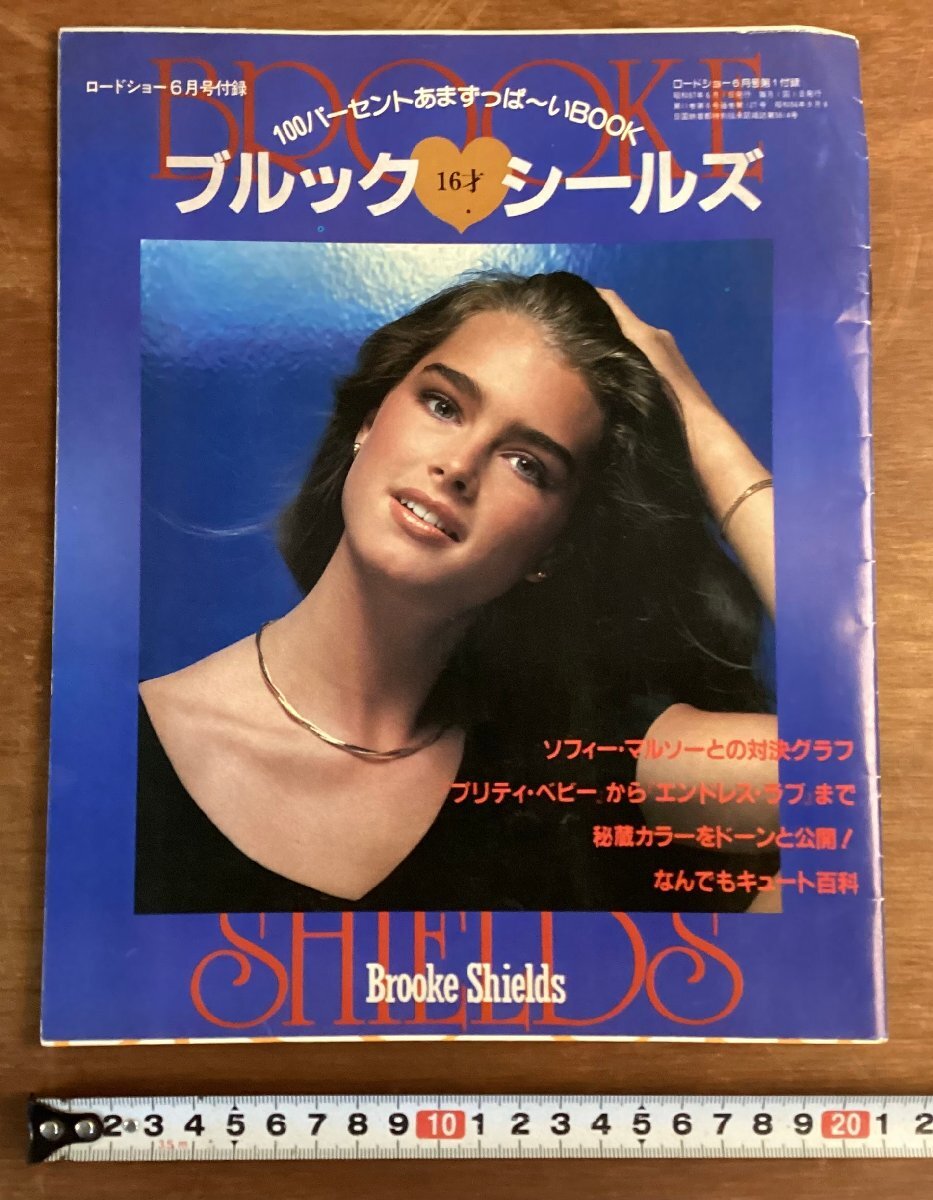 BROOKE
ロードショー6月号付録
ロードショー6月号第1付録
100パーセントあまずっぱ〜いBOOK
ブルック 16才 シールズ
ソフィー・マルソーとの対決グラフ
『プリティ・ベビー』から『エンドレス・ラブ』まで
秘蔵カラーをドーンと公開!
なんでもキュート百科
SHIELDS
Brooke Shields
2 3 4 5 6 7 8 9 10 1 2 3 4 5 6 7 8 9 20 1 2